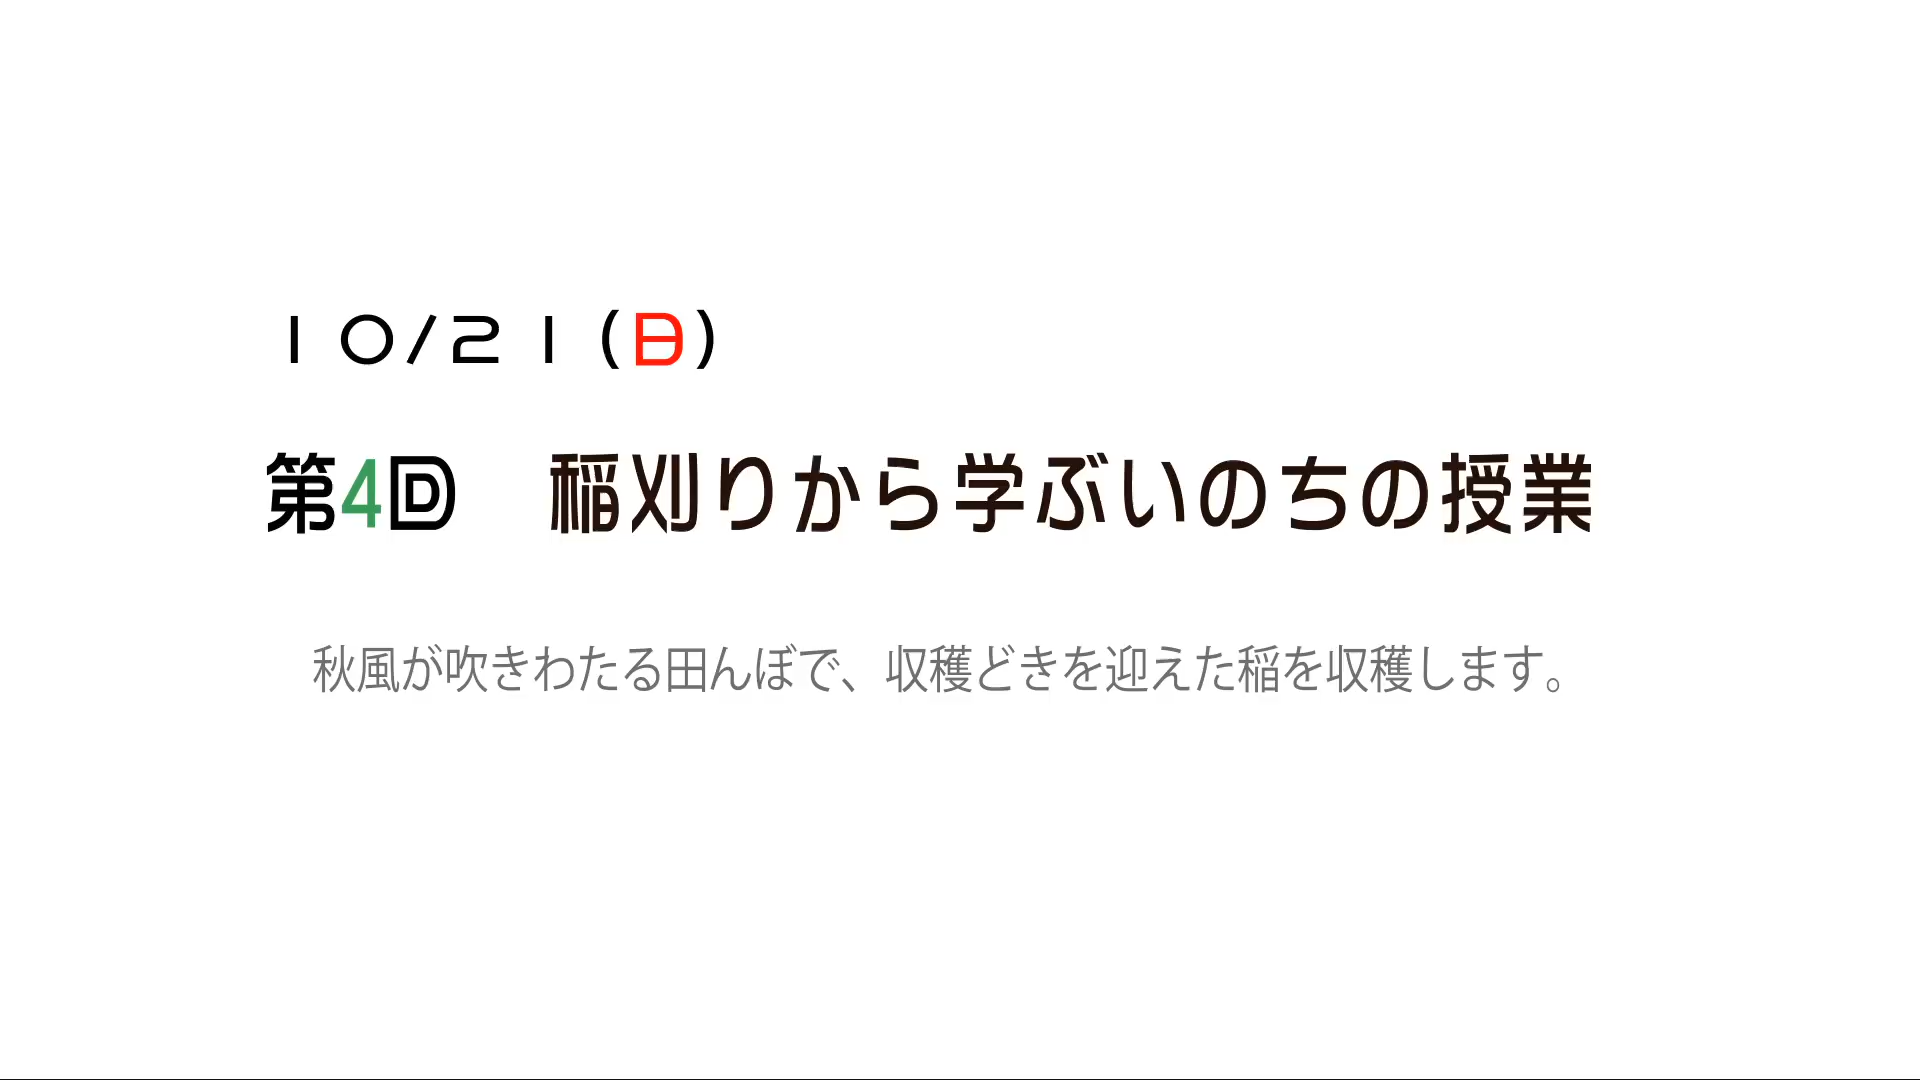 10/21(日)
第4回　稲刈りから学ぶいのちの授業
秋風が吹きわたる田んぼで、収穫どきを迎えた稲を収穫します。